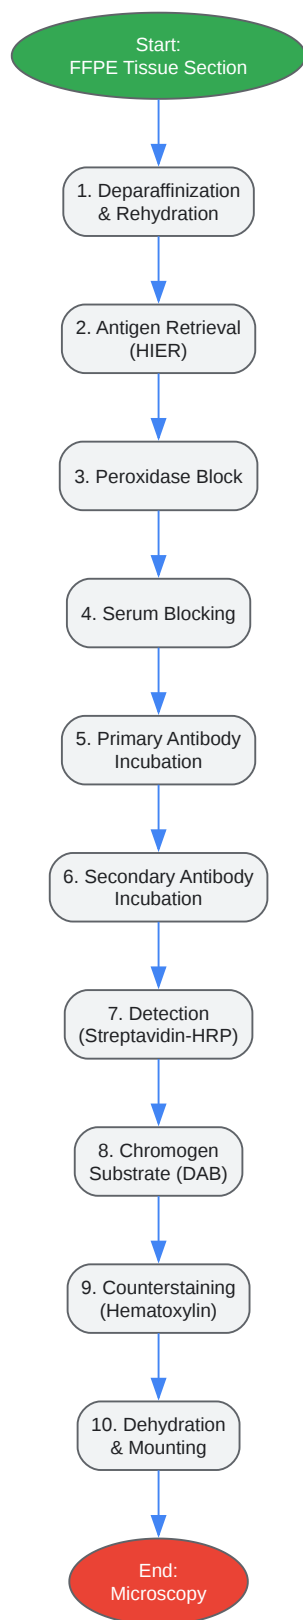 Start:
FFPE Tissue Section
1. Deparaffinization
& Rehydration
2. Antigen Retrieval
(HIER)
3. Peroxidase Block
4. Serum Blocking
5. Primary Antibody
Incubation
6. Secondary Antibody
Incubation
7. Detection
(Streptavidin-HRP)
8. Chromogen
Substrate (DAB)
9. Counterstaining
(Hematoxylin)
10. Dehydration
& Mounting
End:
Microscopy